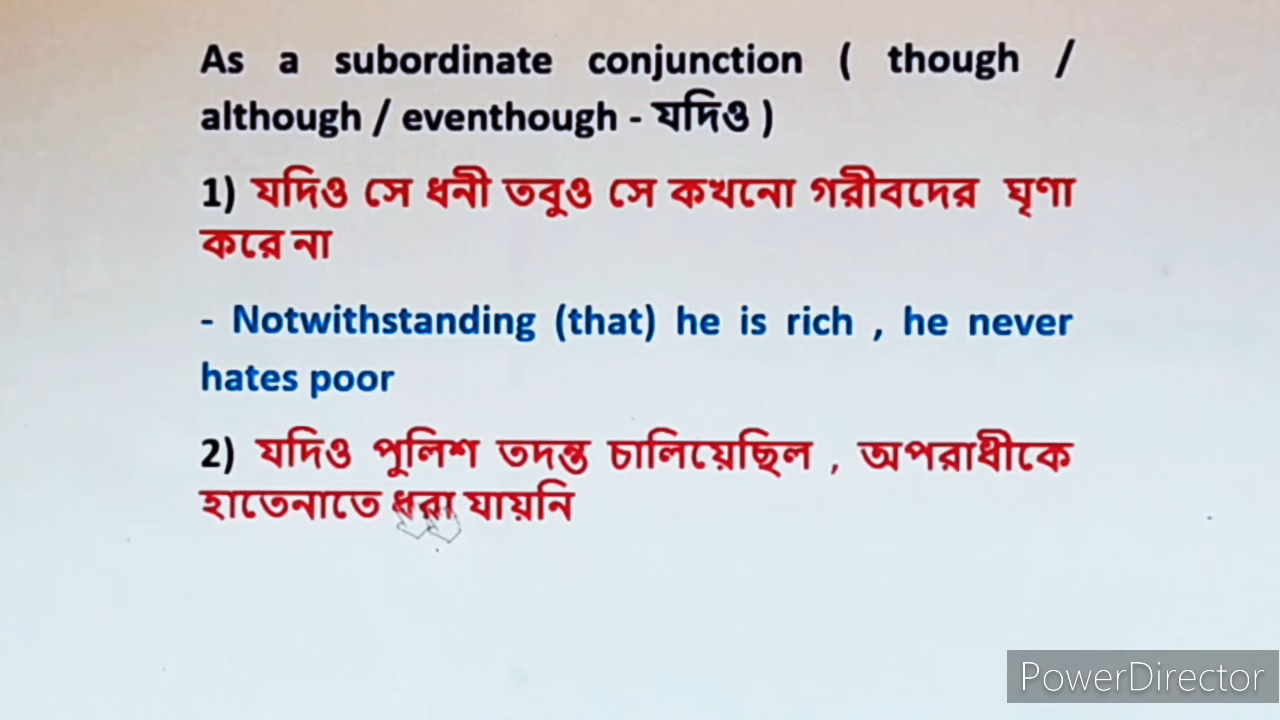 As a subordinate conjunction ( though /
although / eventhough - যদিও )
1) যদিও সে ধনী তবুও সে কখনো গরীবদের ঘৃণা
করে না
- Notwithstanding (that) he is rich , he never
hates poor
2) যদিও পুলিশ তদন্ত চালিয়েছিল , অপরাধীকে
হাতেনাতে ধরা যায়নি
PowerDirector